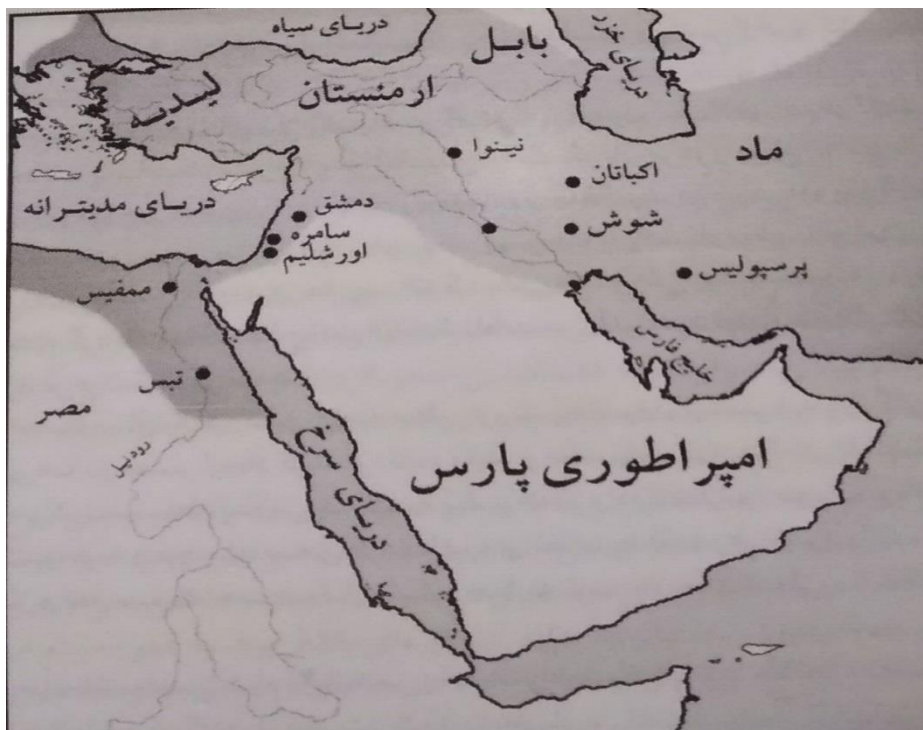 دریای سیاه
بابل
دریای خزر
لیدیه
ارمنستان
نینوا
ماد
اکباتان
دریای مدیترانه
دمشق
سامره
شوش
اورشلیم
پرسپولیس
ممفیس
خلیج فارس
تبس
مصر
رود نیل
دریای سرخ
امپراطوری پارس